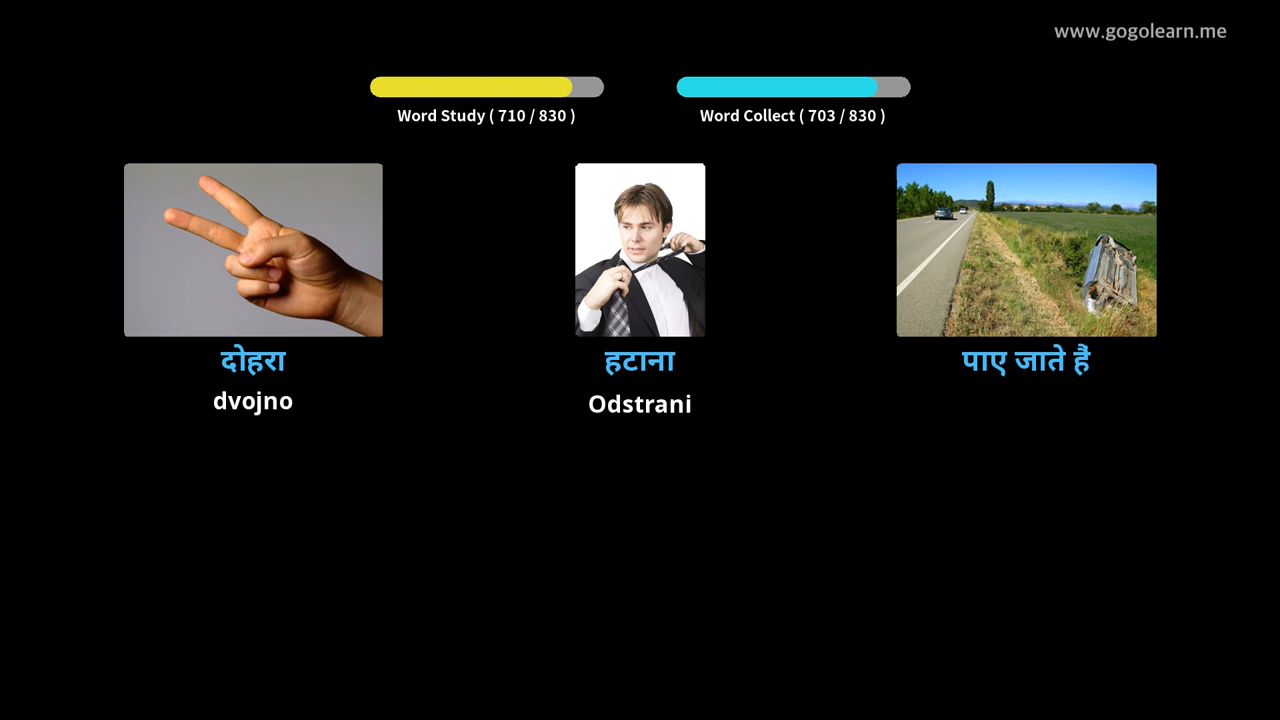 www.gogolearn.me
Word Study ( 710 / 830 )
Word Collect ( 703 / 830 )
दोहरा
हटाना
पाए जाते हैं
dvojno
Odstrani